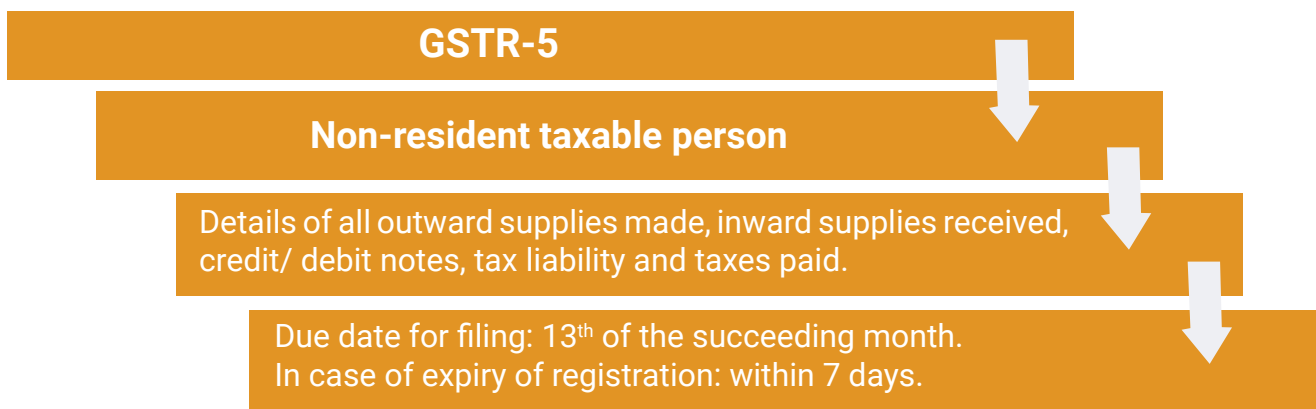 GSTR-5
Non-resident taxable person
Details of all outward supplies made, inward supplies received,
credit/ debit notes, tax liability and taxes paid.
Due date for filing: 13th of the succeeding month.
In case of expiry of registration: within 7 days.